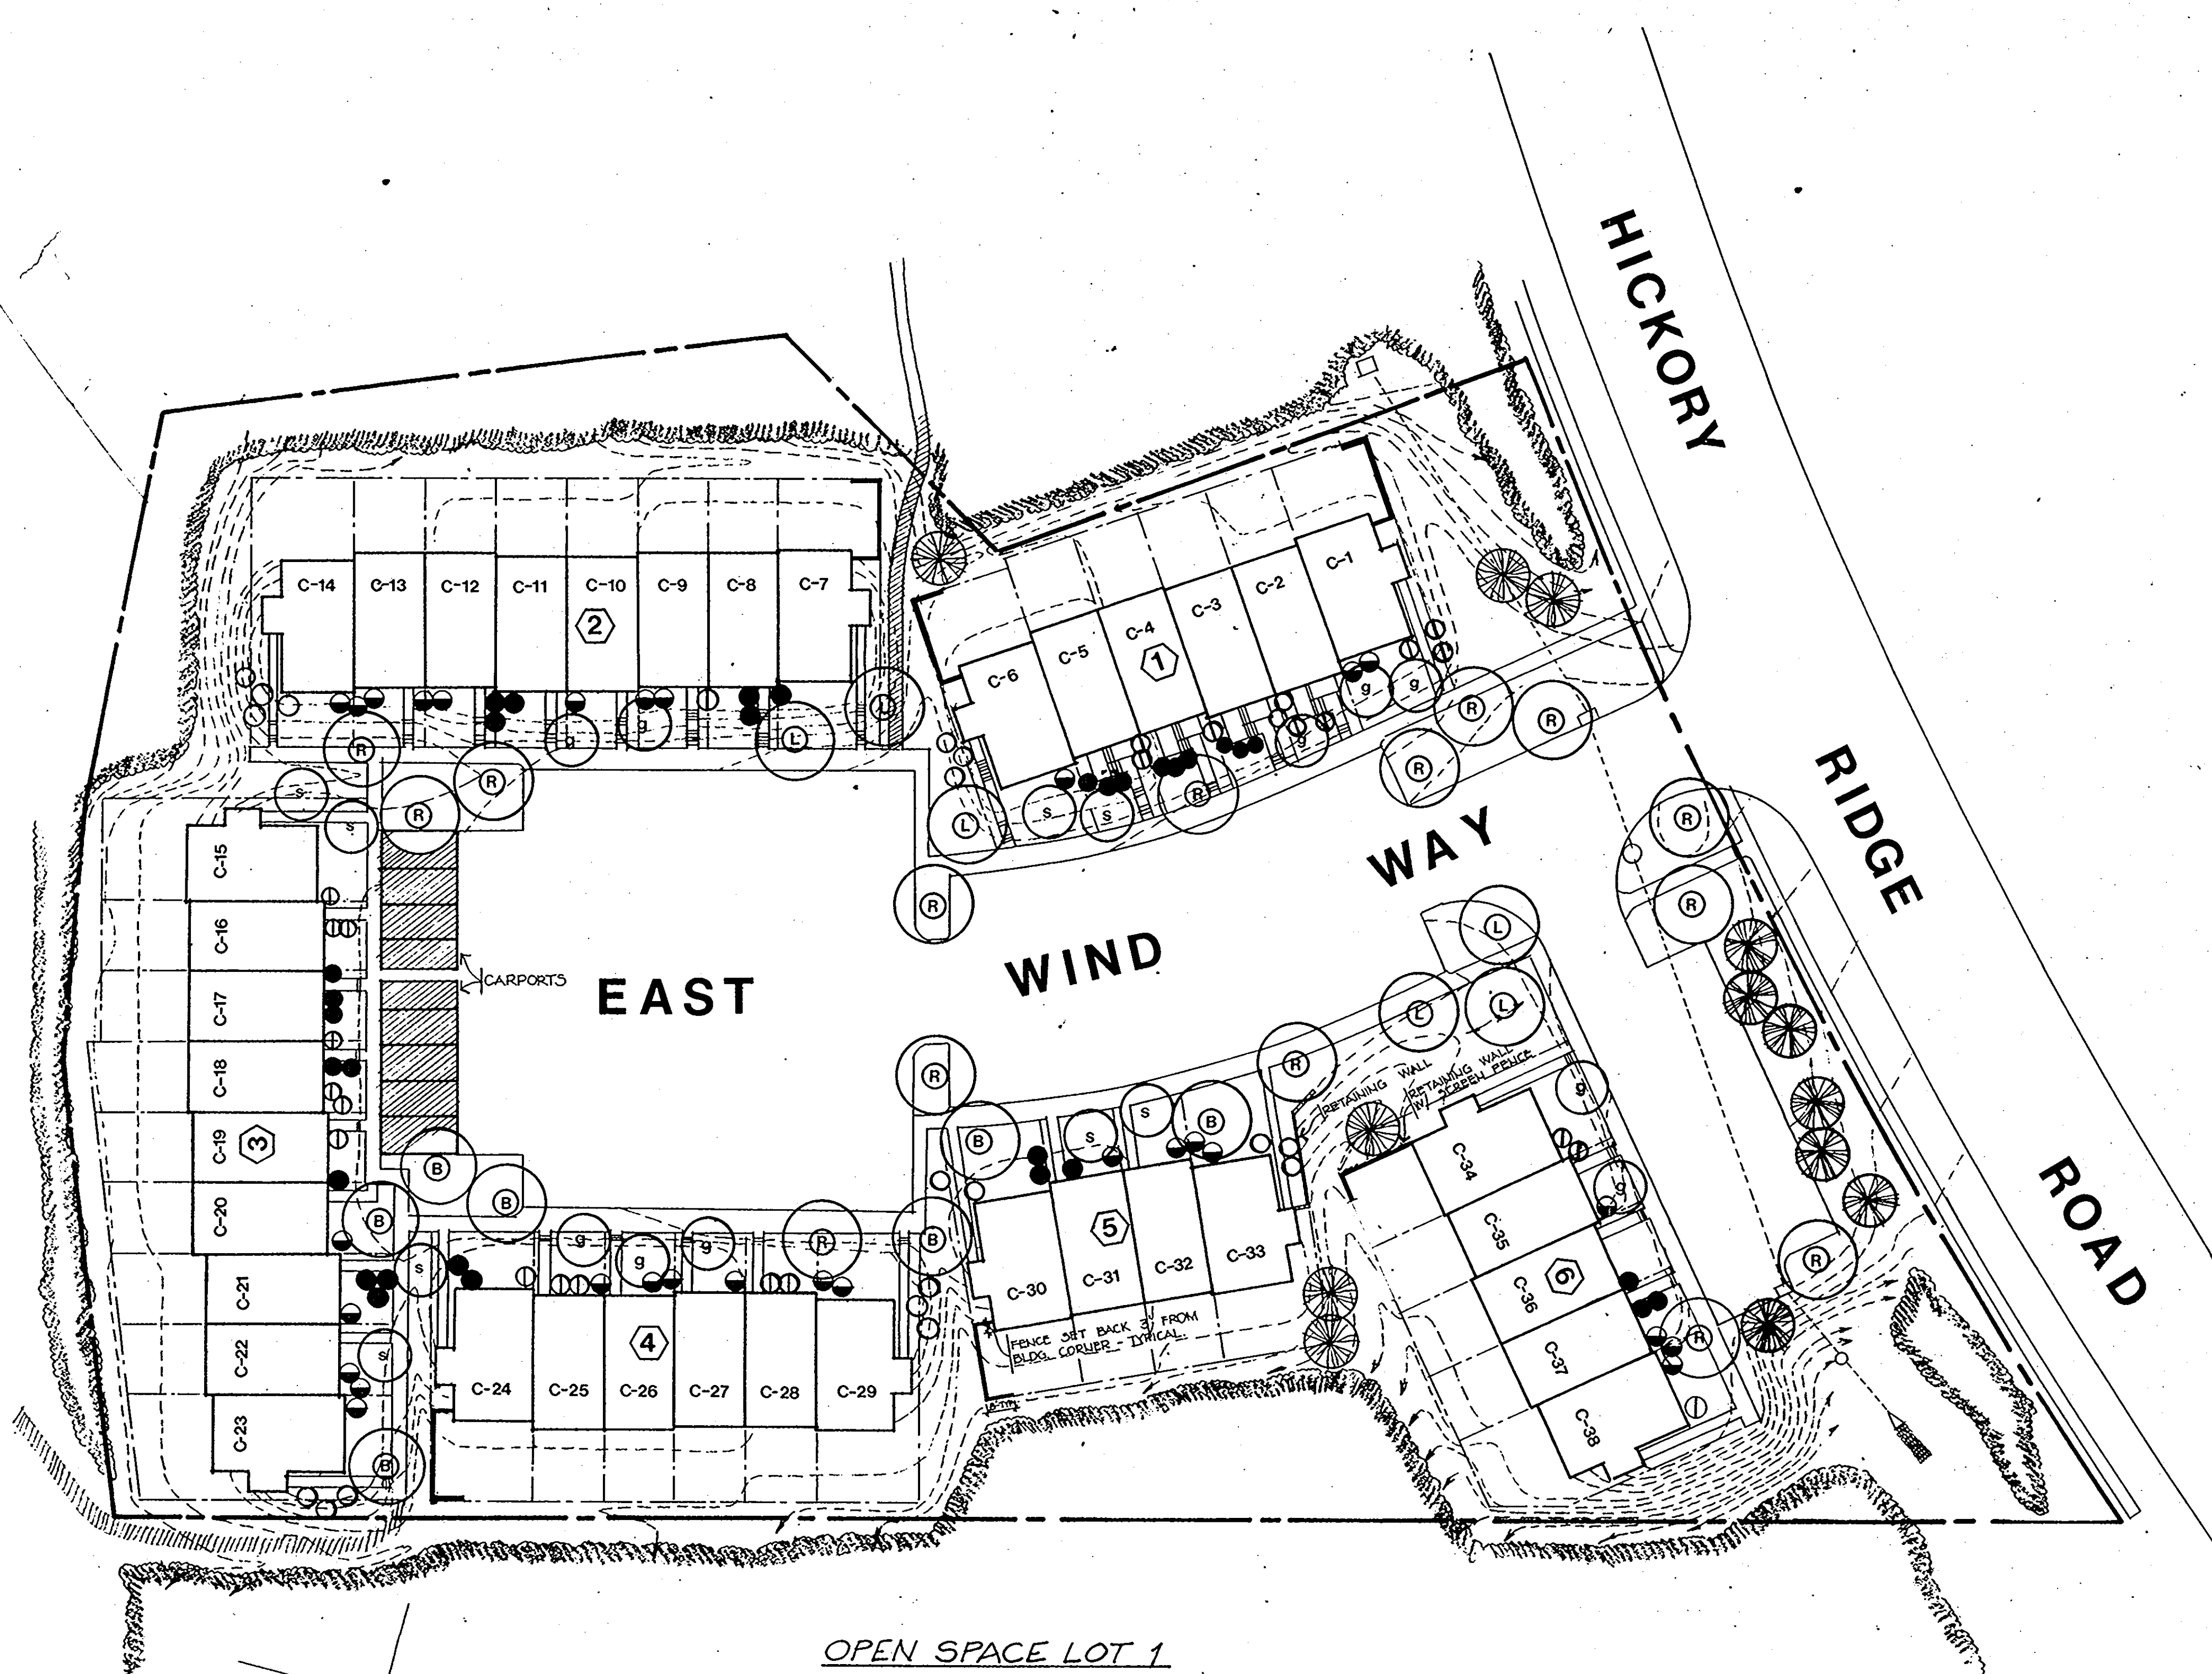 HICKORY
RIDGE
ROAD
EAST
WIND
WAY
C-14
C-13
C-12
C-11
C-10
C-9
C-8
C-7
2
C-1
C-2
C-3
C-4
C-5
C-6
1
R
g
g
L
L
g
g
g
R
R
R
R
R
L
s
s
R
R
R
s
s
R
R
R
C-15
C-16
C-17
C-18
C-19
C-20
C-21
C-22
C-23
3
CARPORTS
L
L
L
R
R
RETAINING WALL
RETAINING WALL
W/ SCREEN FENCE
B
B
B
s
s
B
B
s
s
B
g
g
g
R
B
g
g
R
R
C-30
C-31
C-32
C-33
5
C-34
C-35
C-36
C-37
C-38
6
C-24
C-25
C-26
C-27
C-28
C-29
4
FENCE SET BACK 3' FROM
BLDG. CORNER - TYPICAL.
OPEN SPACE LOT 1